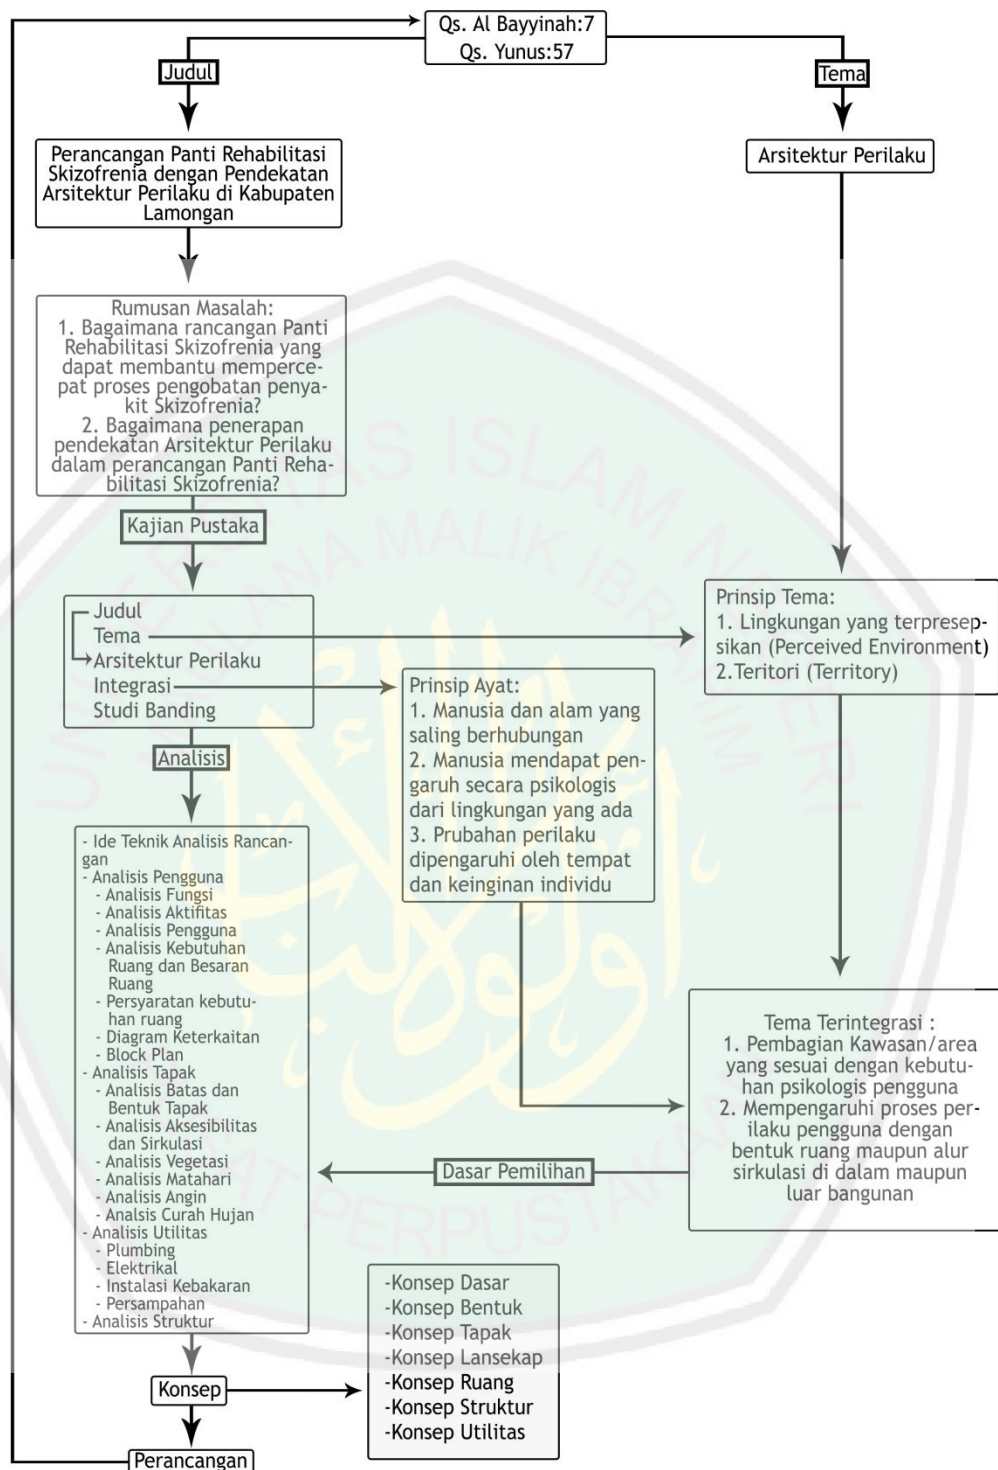 Qs. Al Bayyinah:7
Qs. Yunus:57
Judul
Tema
Perancangan Panti Rehabilitasi
Skizofrenia dengan Pendekatan
Arsitektur Perilaku di Kabupaten
Lamongan
Arsitektur Perilaku
Rumusan Masalah:
1. Bagaimana rancangan Panti
Rehabilitasi Skizofrenia yang
dapat membantu memperce-
pat proses pengobatan penya-
kit Skizofrenia?
2. Bagaimana penerapan
pendekatan Arsitektur Perilaku
dalam perancangan Panti Reha-
bilitasi Skizofrenia?
Kajian Pustaka
Judul
Tema
Arsitektur Perilaku
Integrasi
Studi Banding
Prinsip Tema:
1. Lingkungan yang terpresep-
sikan (Perceived Environment)
2.Teritori (Territory)
Prinsip Ayat:
1. Manusia dan alam yang
saling berhubungan
2. Manusia mendapat pen-
garuh secara psikologis
dari lingkungan yang ada
3. Prubahan perilaku
dipengaruhi oleh tempat
dan keinginan individu
Analisis
- Ide Teknik Analisis Rancan-
gan
- Analisis Pengguna
- Analisis Fungsi
- Analisis Aktifitas
- Analisis Pengguna
- Analisis Kebutuhan
Ruang dan Besaran
Ruang
- Persyaratan kebutu-
han ruang
- Diagram Keterkaitan
- Block Plan
- Analisis Tapak
- Analisis Batas dan
Bentuk Tapak
- Analisis Aksesibilitas
dan Sirkulasi
- Analisis Vegetasi
- Analisis Matahari
- Analisis Angin
- Analsis Curah Hujan
- Analisis Utilitas
- Plumbing
- Elektrikal
- Instalasi Kebakaran
- Persampahan
- Analisis Struktur
Tema Terintegrasi :
1. Pembagian Kawasan/area
yang sesuai dengan kebutu-
han psikologis pengguna
2. Mempengaruhi proses per-
ilaku pengguna dengan
bentuk ruang maupun alur
sirkulasi di dalam maupun
luar bangunan
Dasar Pemilihan
-Konsep Dasar
-Konsep Bentuk
-Konsep Tapak
-Konsep Lansekap
-Konsep Ruang
-Konsep Struktur
-Konsep Utilitas
Konsep
Perancangan
UNIVERSITAS ISLAM NEGERI
MAULANA MALIK IBRAHIM
PUSAT PERPUSTAKAAN